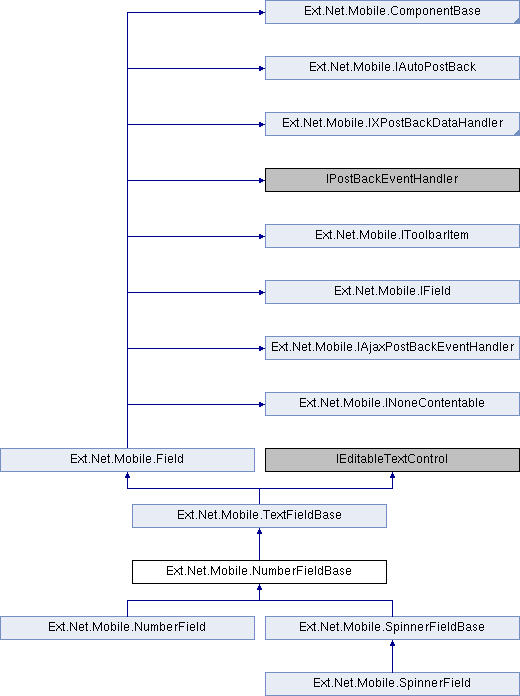 Ext.Net.Mobile.ComponentBase
Ext.Net.Mobile.IAutoPostBack
Ext.Net.Mobile.IXPostBackDataHandler
IPostBackEventHandler
Ext.Net.Mobile.IToolbarItem
Ext.Net.Mobile.IField
Ext.Net.Mobile.IAjaxPostBackEventHandler
Ext.Net.Mobile.INoneContentable
Ext.Net.Mobile.Field
IEditableTextControl
Ext.Net.Mobile.TextFieldBase
Ext.Net.Mobile.NumberFieldBase
Ext.Net.Mobile.NumberField
Ext.Net.Mobile.SpinnerFieldBase
Ext.Net.Mobile.SpinnerField